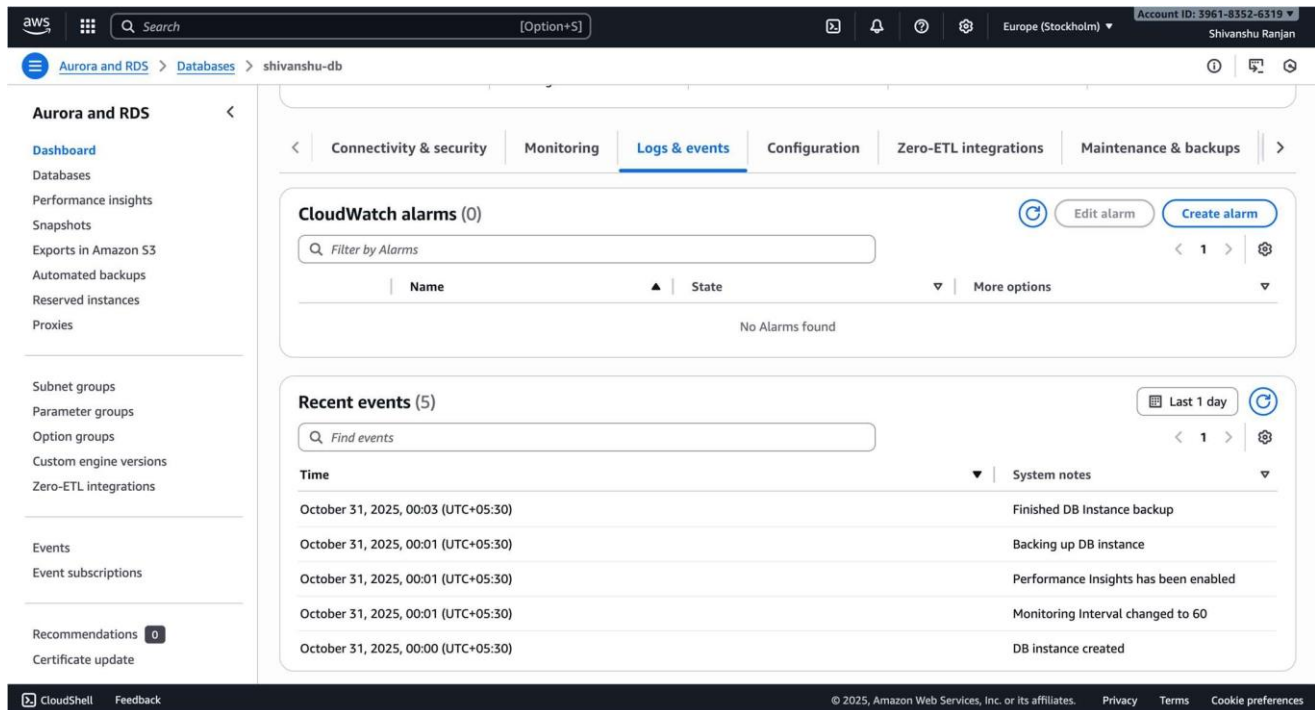 aws
Search [Option+S] Europe (Stockholm) Account ID: 3961-8352-6319
Shivanshu Ranjan
Aurora and RDS > Databases > shivanshu-db
Aurora and RDS
Dashboard
Databases
Performance insights
Snapshots
Exports in Amazon S3
Automated backups
Reserved instances
Proxies
Subnet groups
Parameter groups
Option groups
Custom engine versions
Zero-ETL integrations
Events
Event subscriptions
Recommendations 0
Certificate update
Connectivity & security Monitoring Logs & events Configuration Zero-ETL integrations Maintenance & backups
CloudWatch alarms (0) Edit alarm Create alarm
Filter by Alarms 1
Name State More options
No Alarms found
Recent events (5) Last 1 day
Find events 1
Time System notes
October 31, 2025, 00:03 (UTC+05:30) Finished DB Instance backup
October 31, 2025, 00:01 (UTC+05:30) Backing up DB instance
October 31, 2025, 00:01 (UTC+05:30) Performance Insights has been enabled
October 31, 2025, 00:01 (UTC+05:30) Monitoring Interval changed to 60
October 31, 2025, 00:00 (UTC+05:30) DB instance created
CloudShell Feedback © 2025, Amazon Web Services, Inc. or its affiliates. Privacy Terms Cookie preferences